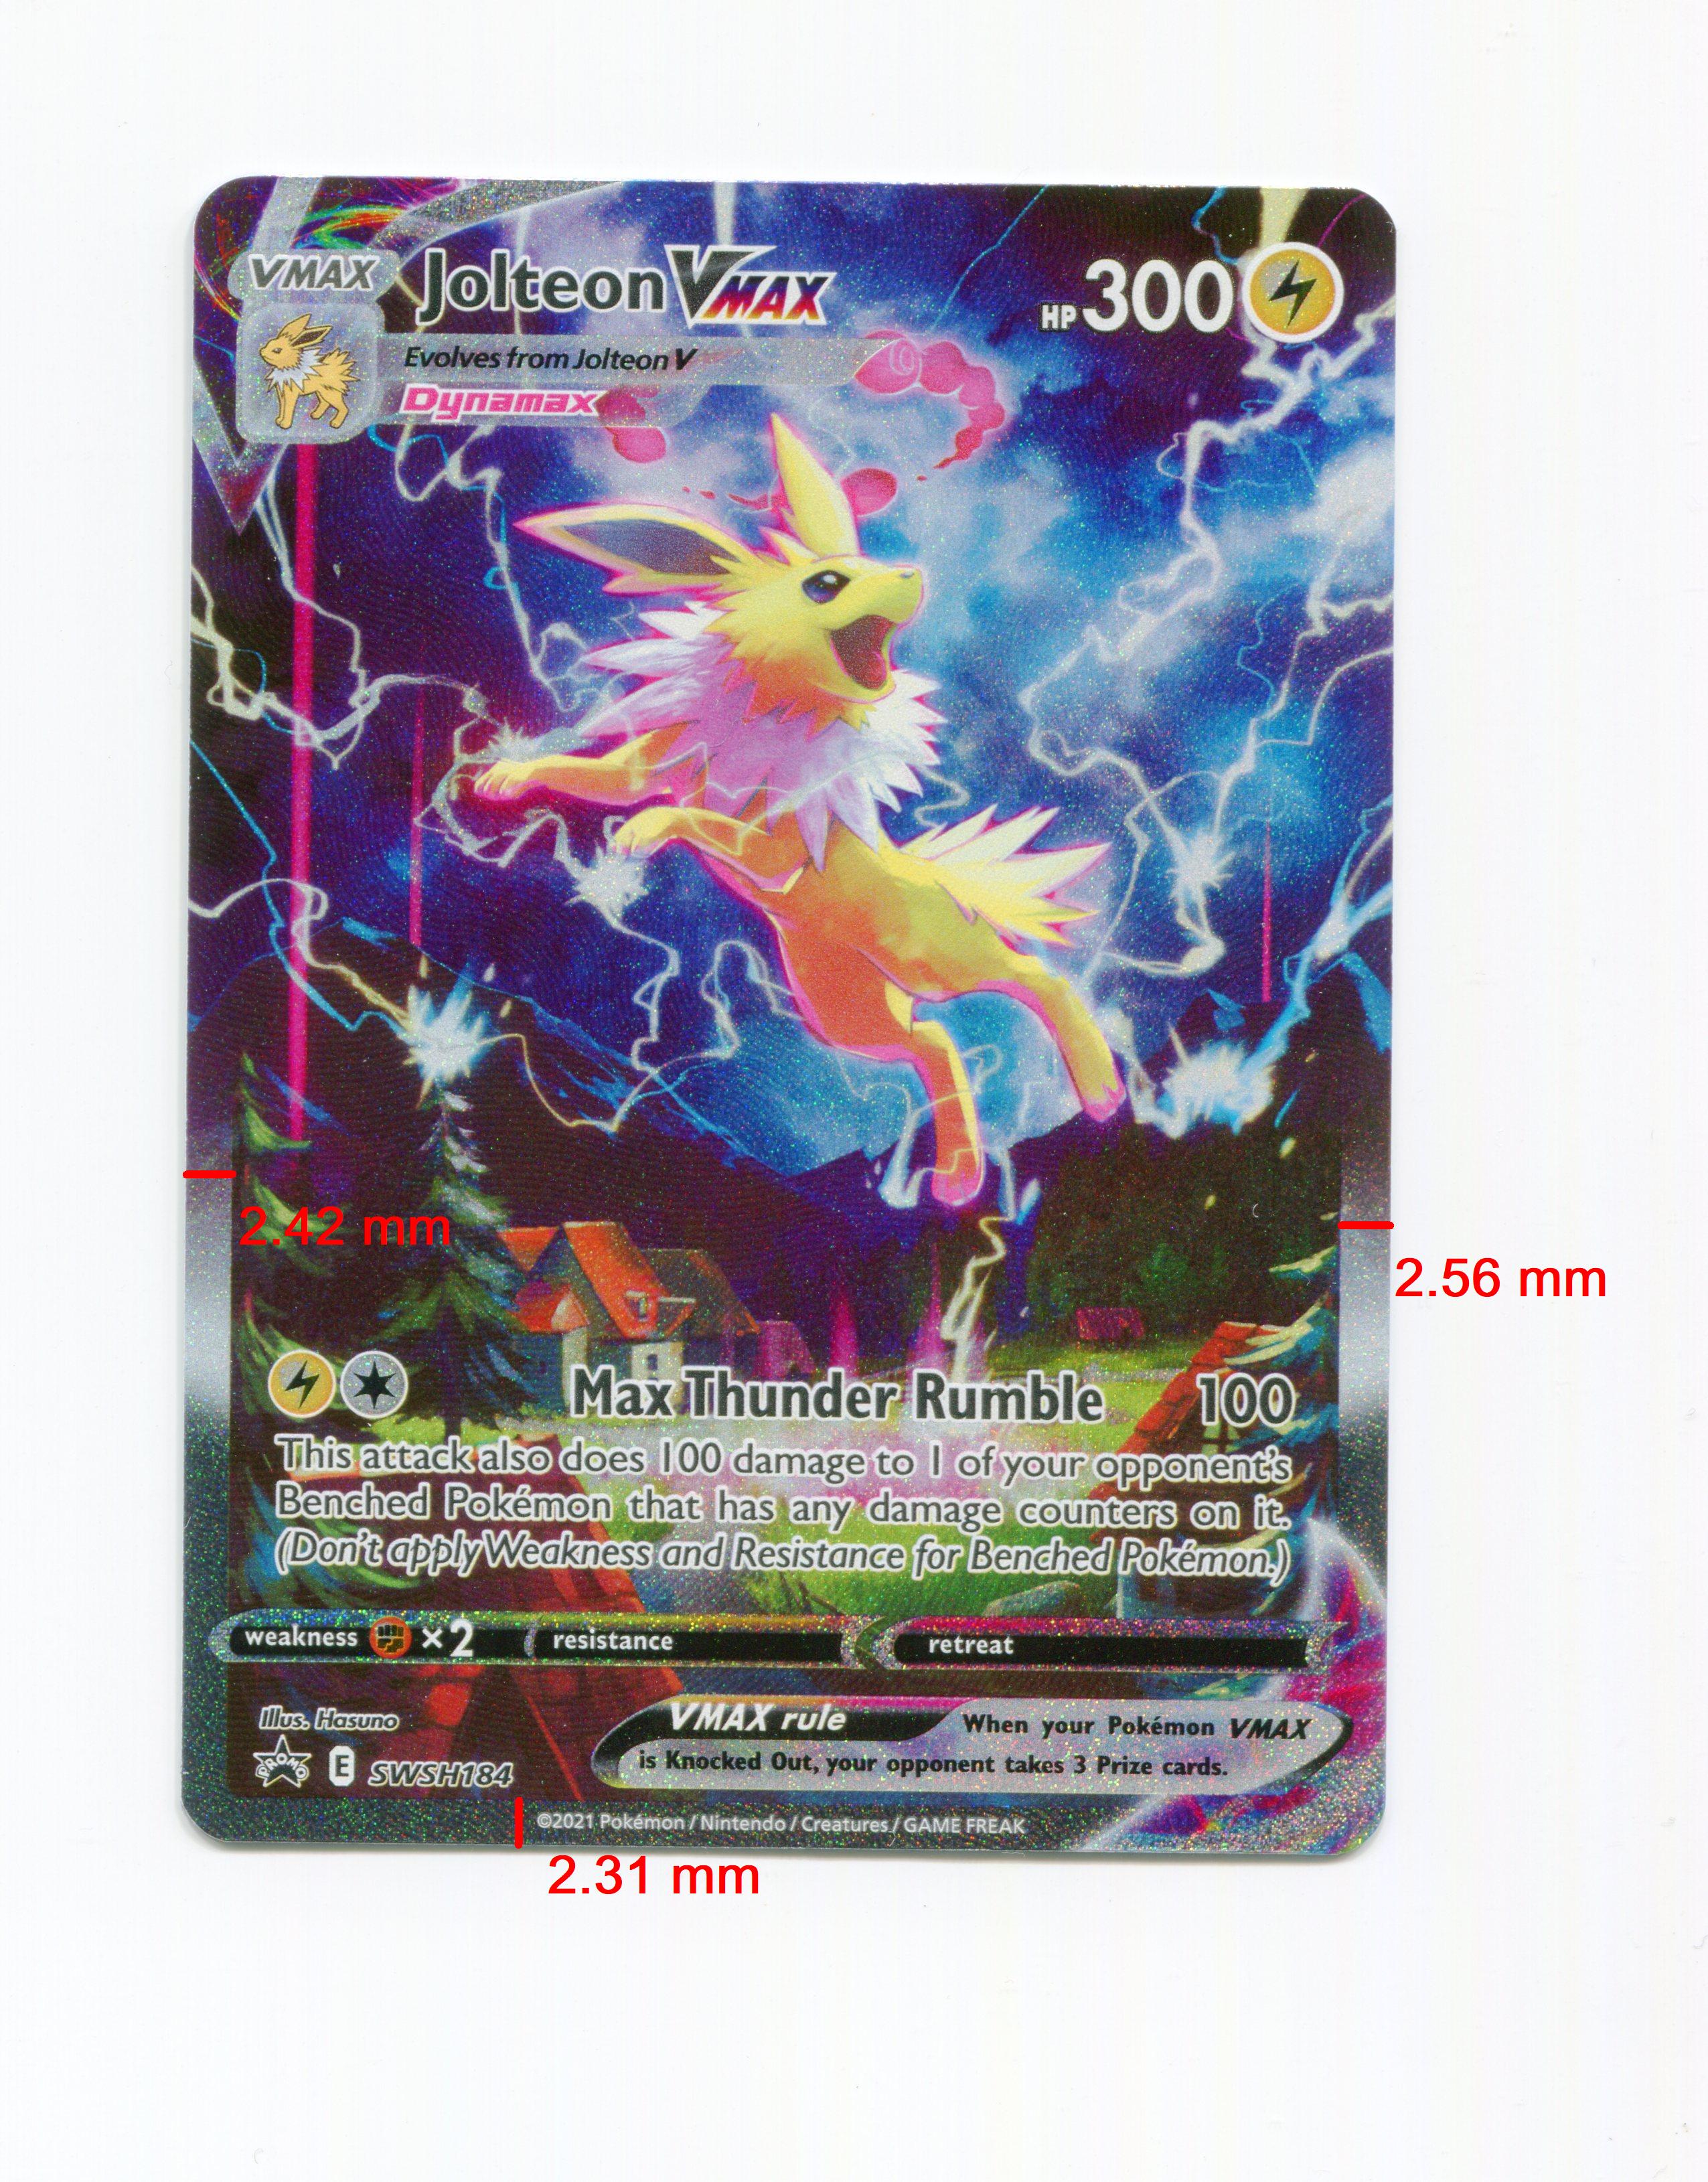 VMAX Jolteon VMAX HP 300
Evolves from Jolteon V
Dynamax
2.42 mm
2.56 mm
Max Thunder Rumble 100
This attack also does 100 damage to 1 of your opponent's
Benched Pokémon that has any damage counters on it.
(Don't apply Weakness and Resistance for Benched Pokémon.)
weakness ×2 resistance retreat
Illus. Hasuno
VMAX rule When your Pokémon VMAX
is Knocked Out, your opponent takes 3 Prize cards.
PROMO E SWSH184
©2021 Pokémon / Nintendo / Creatures / GAME FREAK
2.31 mm